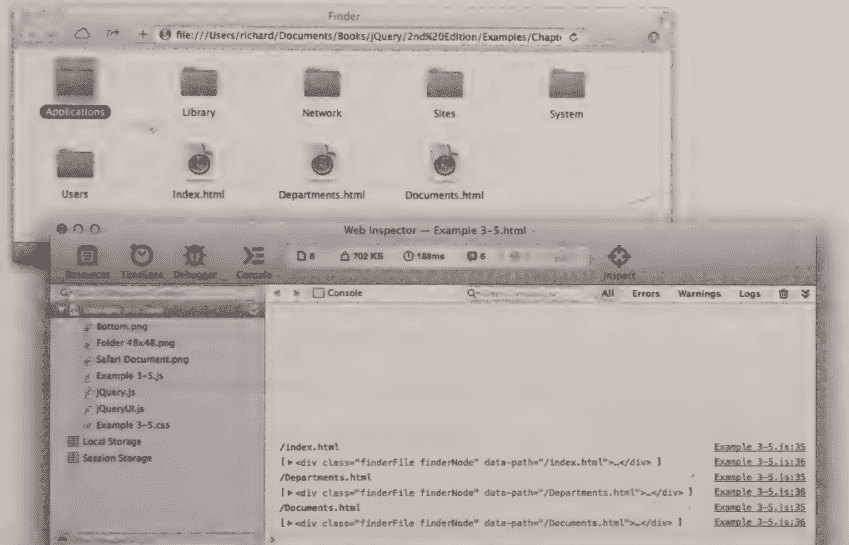 Finder
file:///Users/richard/Documents/Books/jQuery/2nd%20Edition/Examples/Chapt
Applications Library Network Sites System
Users Index.html Departments.html Documents.html
Web Inspector — Example 3-5.html
6 702 KB 188ms 6
Resources Timelines Debugger Console Inspect
Console All Errors Warnings Logs
Bottom.png
Folder 48x48.png
Safari Document.png
Example 3-5.js
jQuery.js
jQueryUI.js
Example 3-5.css
Local Storage
Session Storage
/index.html Example 3-5.js:35
[▶<div class="finderFile finderNode" data-path="/index.html">…</div> ] Example 3-5.js:36
/Departments.html Example 3-5.js:35
[▶<div class="finderFile finderNode" data-path="/Departments.html">…</div> ] Example 3-5.js:36
/Documents.html Example 3-5.js:35
[▶<div class="finderFile finderNode" data-path="/Documents.html">…</div> ] Example 3-5.js:36